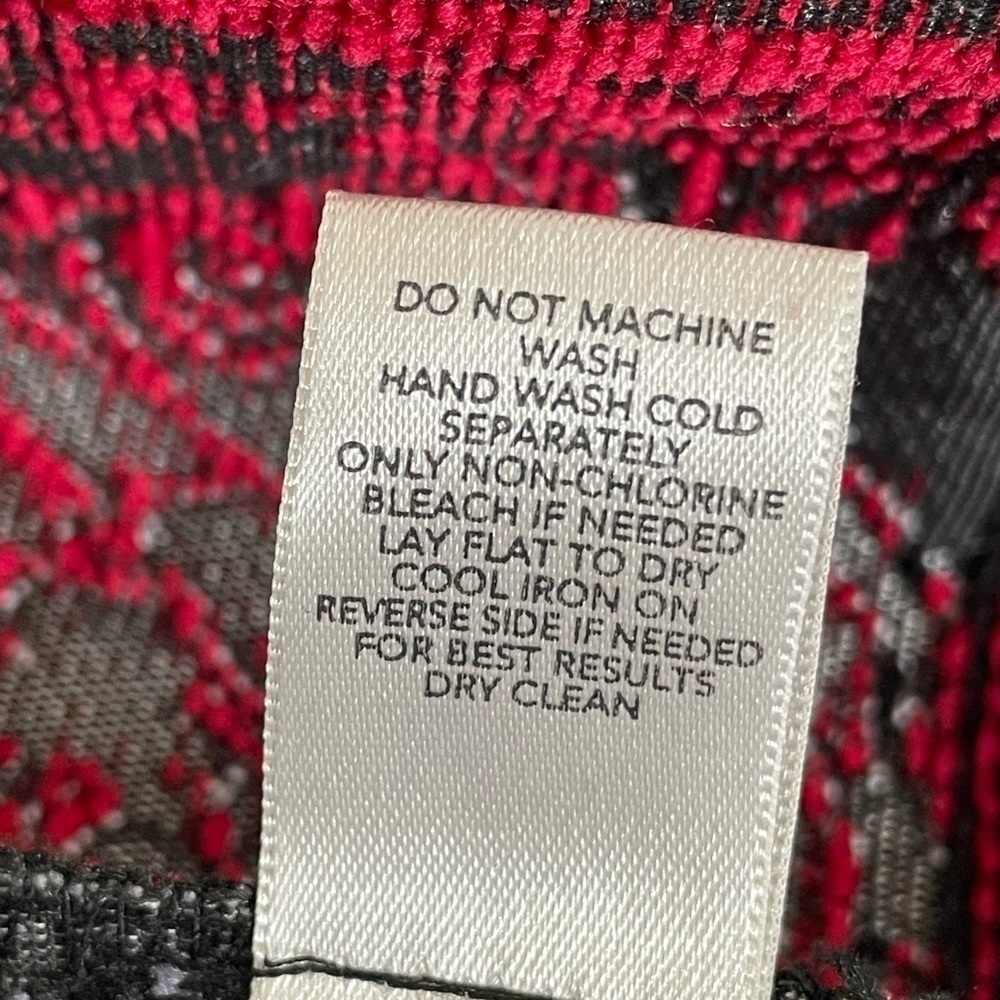 DO NOT MACHINE
WASH
HAND WASH COLD
SEPARATELY
ONLY NON-CHLORINE
BLEACH IF NEEDED
LAY FLAT TO DRY
COOL IRON ON
REVERSE SIDE IF NEEDED
FOR BEST RESULTS
DRY CLEAN